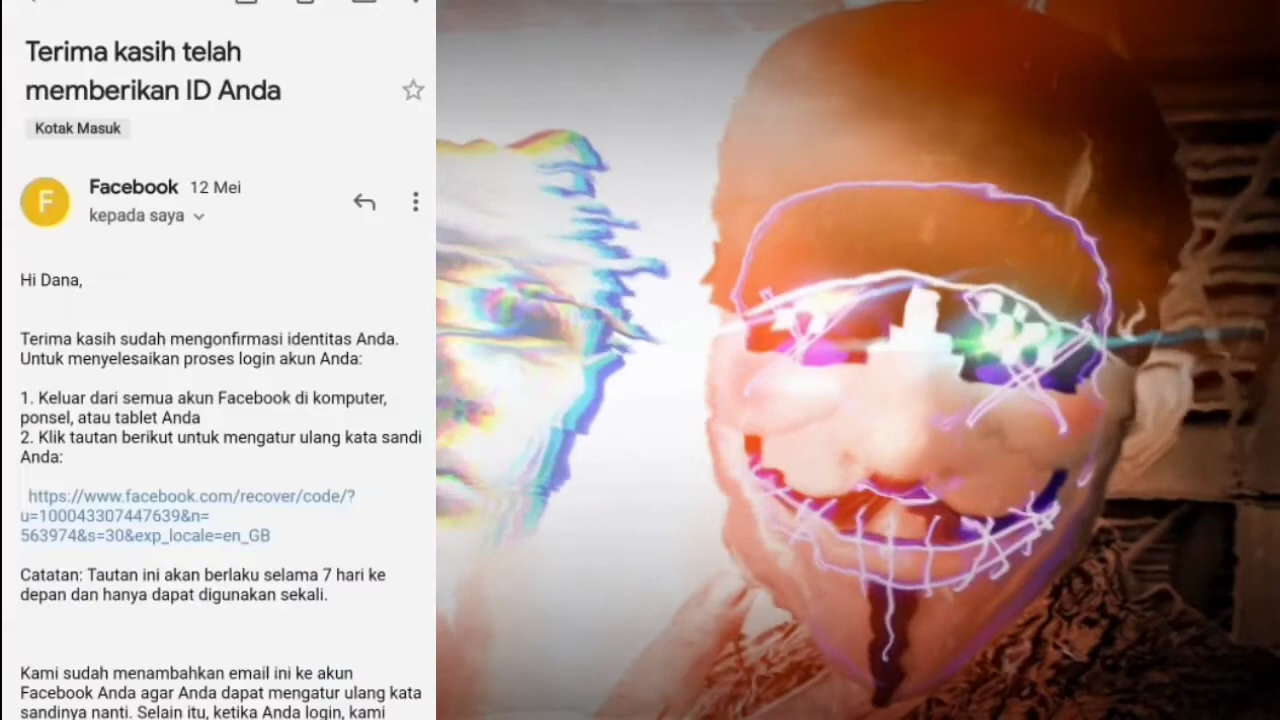 Terima kasih telah
memberikan ID Anda
Kotak Masuk
F
Facebook 12 Mei
kepada saya
Hi Dana,
Terima kasih sudah mengonfirmasi identitas Anda.
Untuk menyelesaikan proses login akun Anda:
1. Keluar dari semua akun Facebook di komputer,
ponsel, atau tablet Anda
2. Klik tautan berikut untuk mengatur ulang kata sandi
Anda:
https://www.facebook.com/recover/code/?
u=100043307447639&n=
563974&s=30&exp_locale=en_GB
Catatan: Tautan ini akan berlaku selama 7 hari ke
depan dan hanya dapat digunakan sekali.
Kami sudah menambahkan email ini ke akun
Facebook Anda agar Anda dapat mengatur ulang kata
sandinya nanti. Selain itu, ketika Anda login, kami